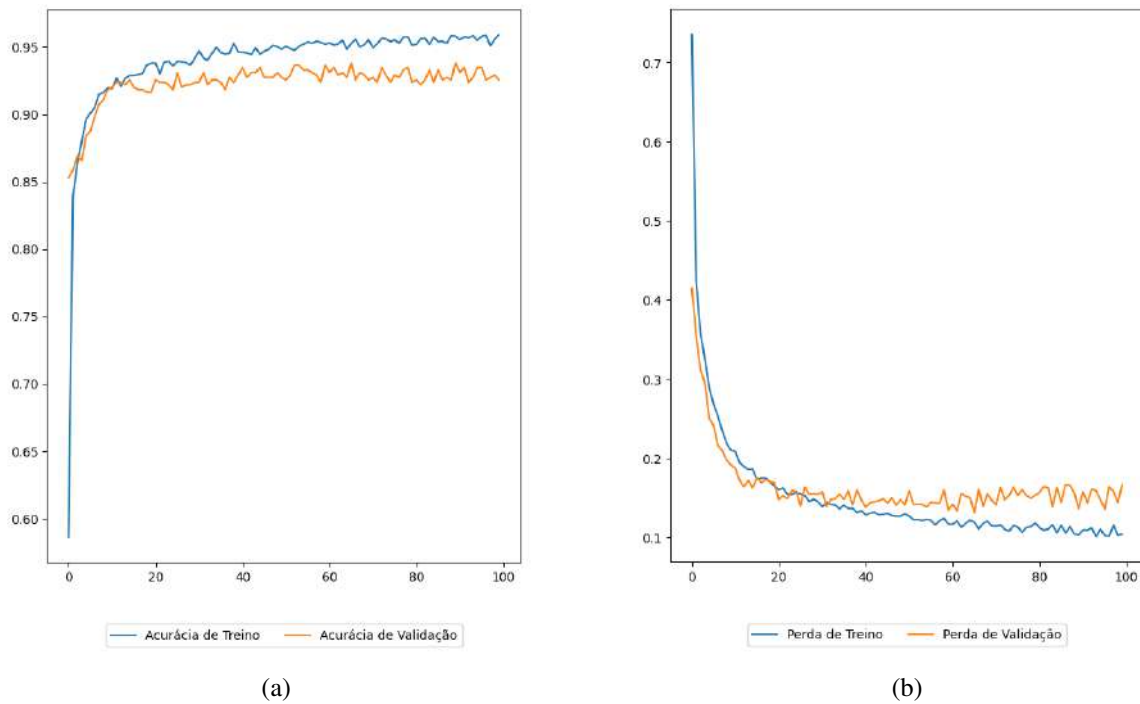 0.95
0.90
0.85
0.80
0.75
0.70
0.65
0.60
0 20 40 60 80 100
Acurácia de Treino Acurácia de Validação
(a)
0.7
0.6
0.5
0.4
0.3
0.2
0.1
0 20 40 60 80 100
Perda de Treino Perda de Validação
(b)